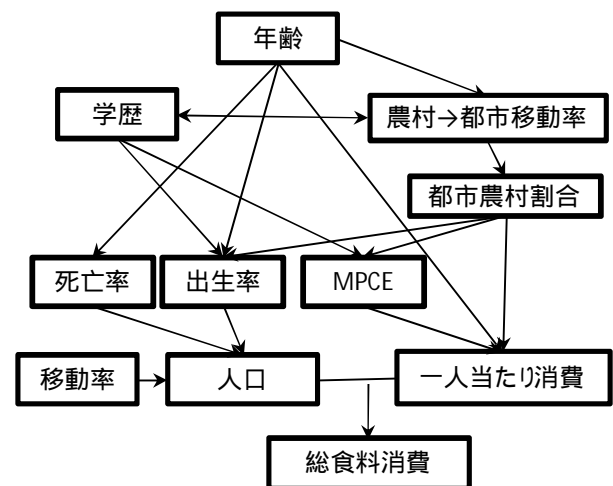 年齢
学歴
農村→都市移動率
都市農村割合
死亡率
出生率
MPCE
移動率
人口
一人当たり消費
総食料消費